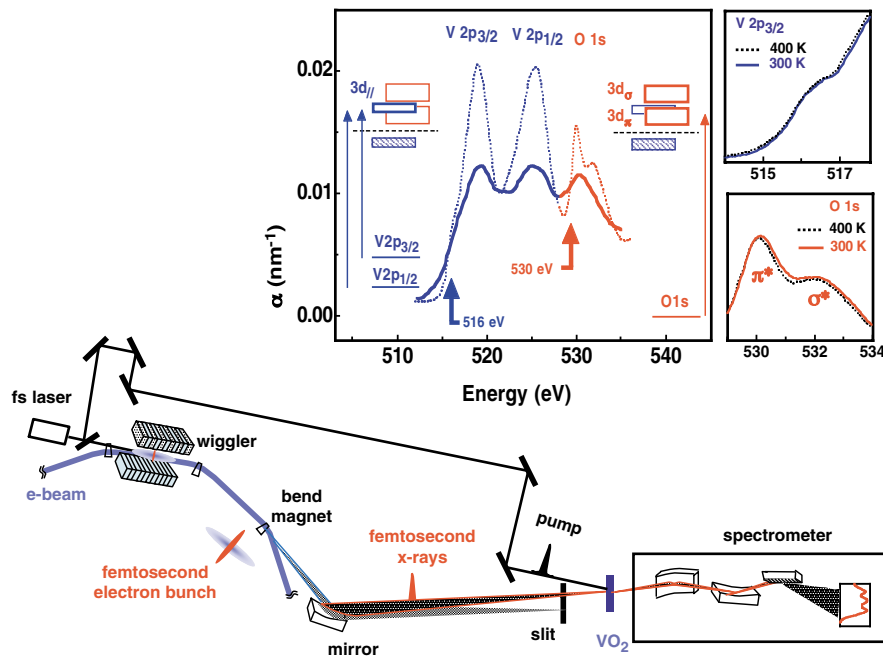 V 2p3/2
V 2p1/2
O 1s
0.02
0.01
0.00
α (nm⁻¹)
3d//
3dσ
3dπ
V2p3/2
V2p1/2
O1s
530 eV
516 eV
510
520
530
540
Energy (eV)
V 2p3/2
400 K
300 K
515
517
O 1s
400 K
300 K
π*
σ*
530
532
534
fs laser
wiggler
e-beam
bend
magnet
femtosecond
x-rays
pump
spectrometer
femtosecond
electron bunch
mirror
slit
VO₂